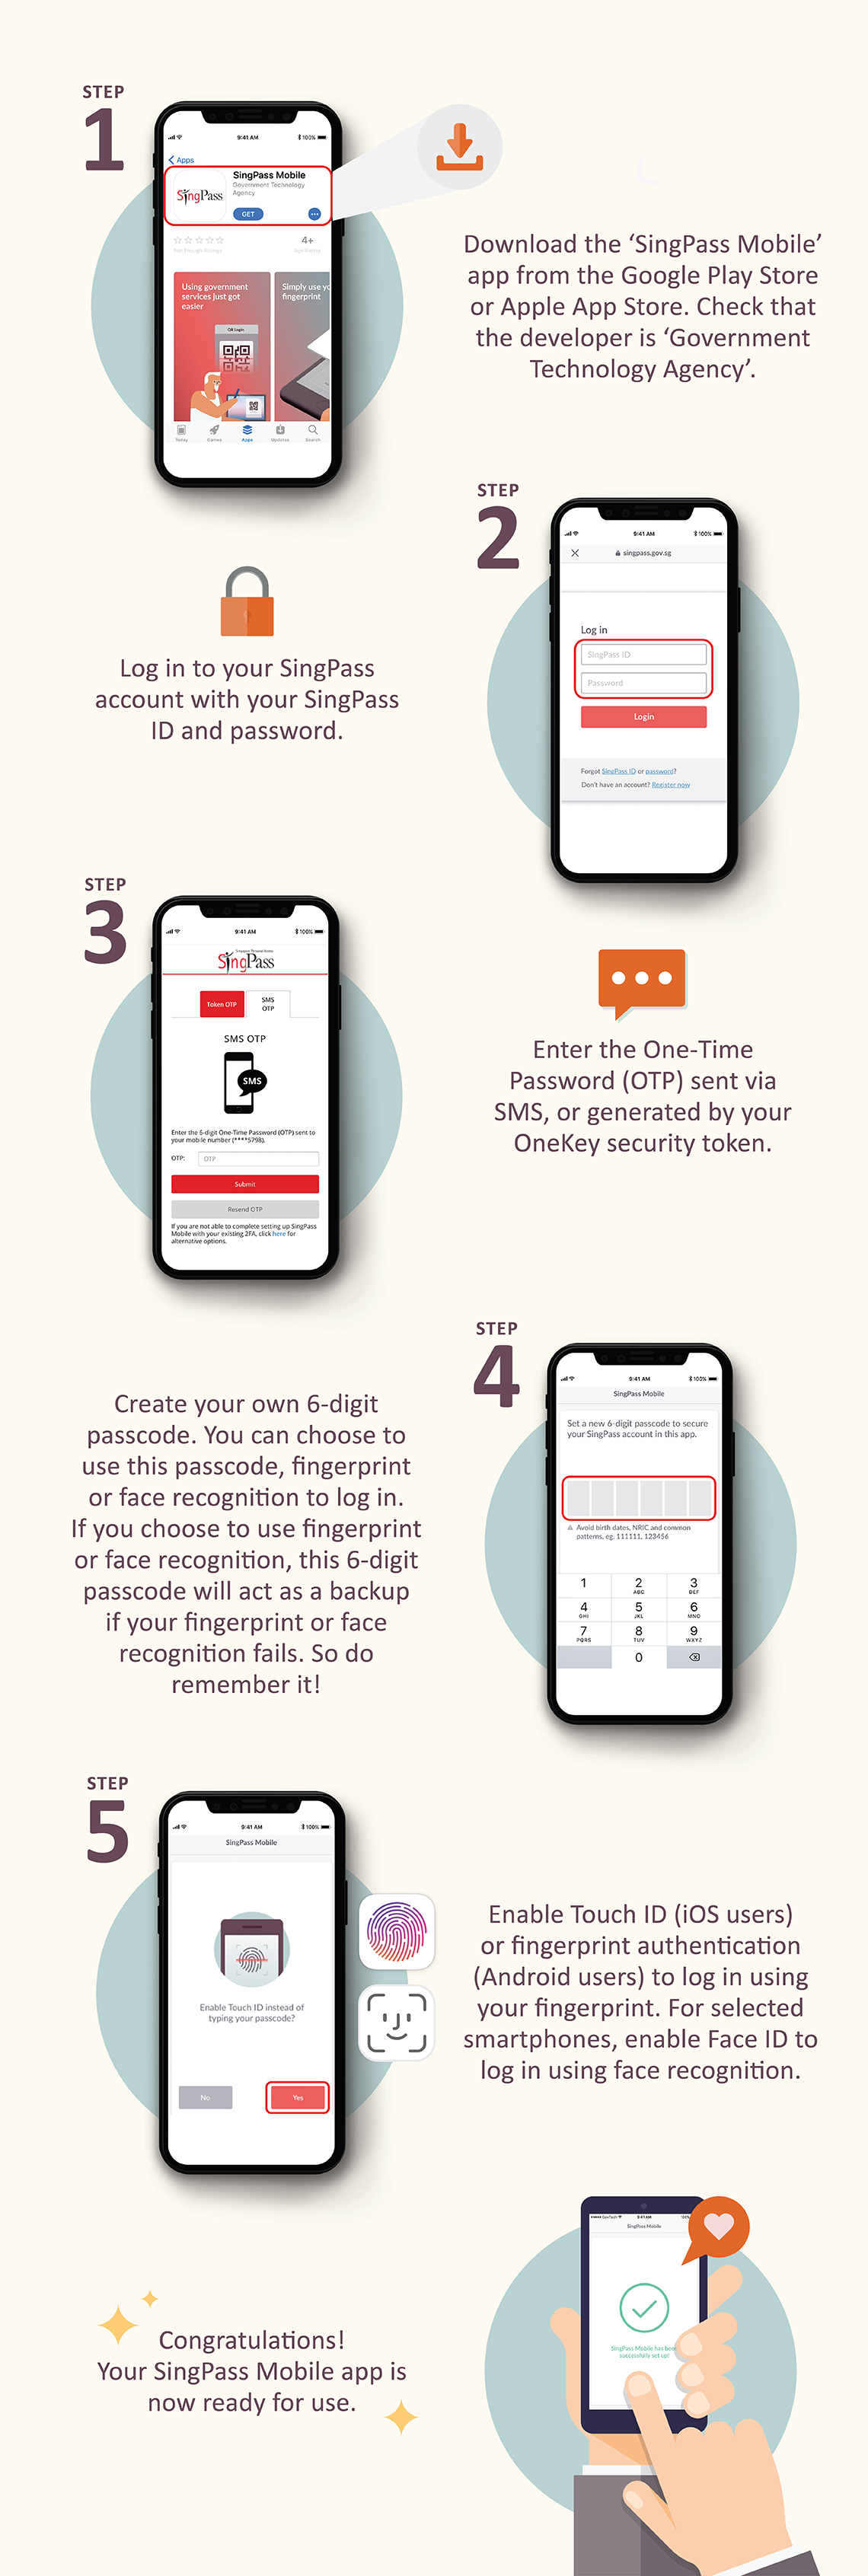 STEP
1
9:41 AM
100%
Apps
SingPass Mobile
Government Technology
Agency
SingPass
GET
4+
Not Enough Ratings
Age Rating
Using government
services just got
easier
Simply use yo
fingerprint
QR Login
Today
Games
Apps
Updates
Search
Download the ‘SingPass Mobile’
app from the Google Play Store
or Apple App Store. Check that
the developer is ‘Government
Technology Agency’.
STEP
2
9:41 AM
100%
singpass.gov.sg
Log in
SingPass ID
Password
Login
Forgot SingPass ID or password?
Don't have an account? Register now
Log in to your SingPass
account with your SingPass
ID and password.
STEP
3
9:41 AM
100%
Singapore Personal Access
SingPass
Token OTP
SMS
OTP
SMS OTP
SMS
Enter the 6-digit One-Time Password (OTP) sent to
your mobile number (****5798).
OTP:
OTP
Submit
Resend OTP
If you are not able to complete setting up SingPass
Mobile with your existing 2FA, click here for
alternative options.
Enter the One-Time
Password (OTP) sent via
SMS, or generated by your
OneKey security token.
STEP
4
9:41 AM
100%
SingPass Mobile
Set a new 6-digit passcode to secure
your SingPass account in this app.
Avoid birth dates, NRIC and common
patterns, eg. 111111, 123456
1
2
ABC
3
DEF
4
GHI
5
JKL
6
MNO
7
PQRS
8
TUV
9
WXYZ
0
Create your own 6-digit
passcode. You can choose to
use this passcode, fingerprint
or face recognition to log in.
If you choose to use fingerprint
or face recognition, this 6-digit
passcode will act as a backup
if your fingerprint or face
recognition fails. So do
remember it!
STEP
5
9:41 AM
100%
SingPass Mobile
Enable Touch ID instead of
typing your passcode?
No
Yes
Enable Touch ID (iOS users)
or fingerprint authentication
(Android users) to log in using
your fingerprint. For selected
smartphones, enable Face ID to
log in using face recognition.
GovTech
9:41 AM
100%
SingPass Mobile
SingPass Mobile has been
successfully set up!
Congratulations!
Your SingPass Mobile app is
now ready for use.